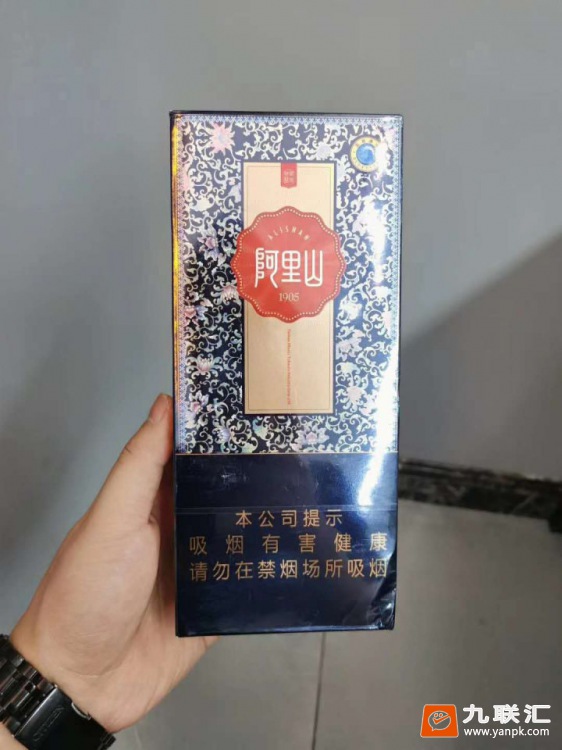 ALISHAN
阿里山
1905
本公司提示
吸烟有害健康
请勿在禁烟场所吸烟
九联汇
www.yanpk.com